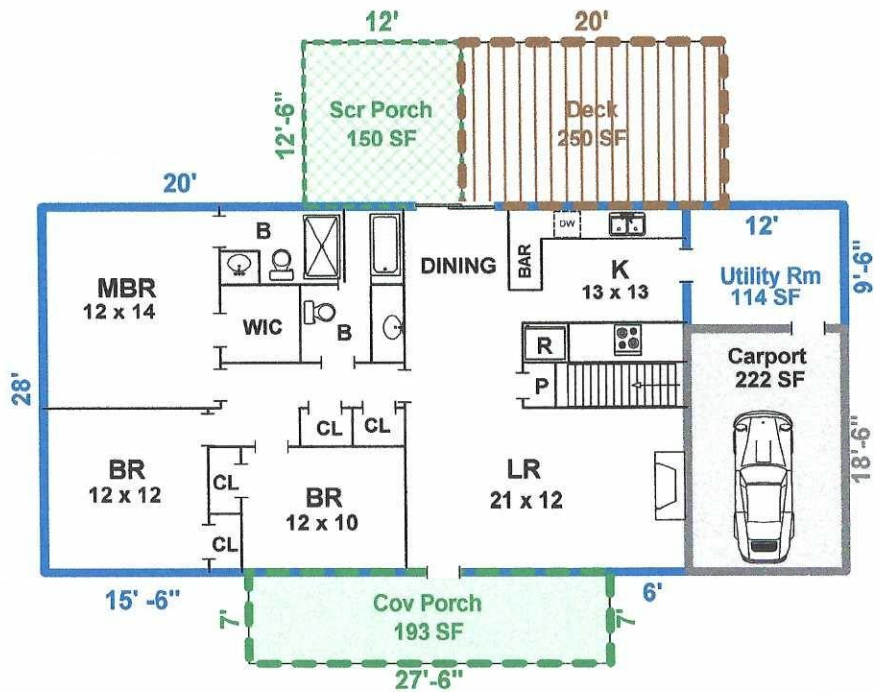 12'
20'
12'-6"
Scr Porch
150 SF
Deck
250 SF
20'
12'
B
DW
DINING
BAR
K
13 x 13
Utility Rm
114 SF
9'-6"
MBR
12 x 14
WIC
B
R
P
Carport
222 SF
28'
CL
CL
18'-6"
BR
12 x 12
CL
BR
12 x 10
LR
21 x 12
CL
15' -6"
6'
7'
Cov Porch
193 SF
7'
27'-6"